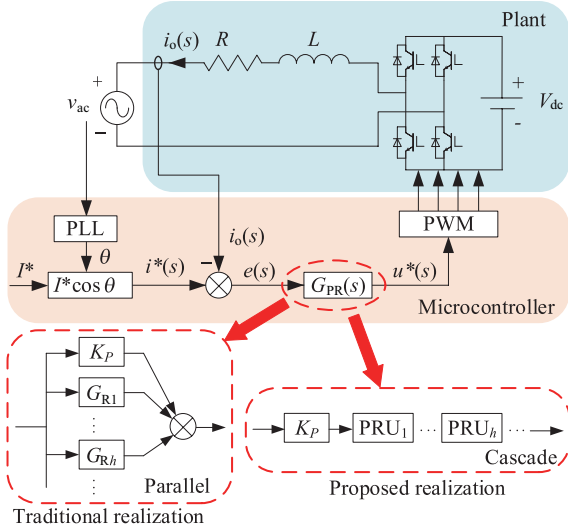 Plant
iₒ(s)
R
L
+
vac
−
+
Vdc
-
PLL
θ
iₒ(s)
PWM
I*
I*cos θ
i*(s)
−
e(s)
GPR(s)
u*(s)
Microcontroller
KP
GR1
⋮
GRh
⋮
Parallel
Traditional realization
KP
PRU₁
···
PRUh
···
Cascade
Proposed realization